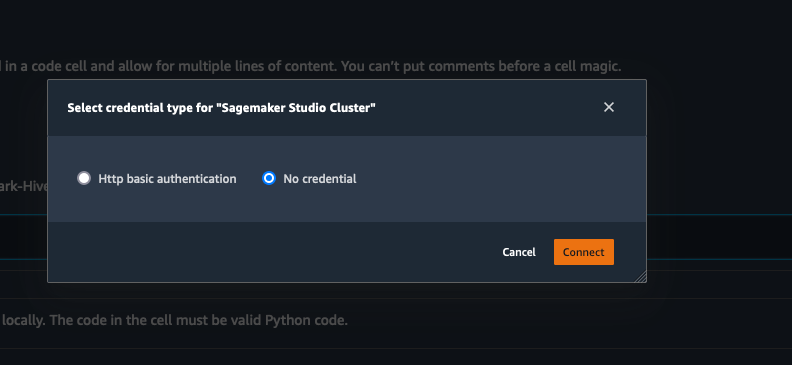 in a code cell and allow for multiple lines of content. You can't put comments before a cell magic.
Select credential type for "Sagemaker Studio Cluster"
Http basic authentication No credential
ark-Hive
Cancel Connect
locally. The code in the cell must be valid Python code.